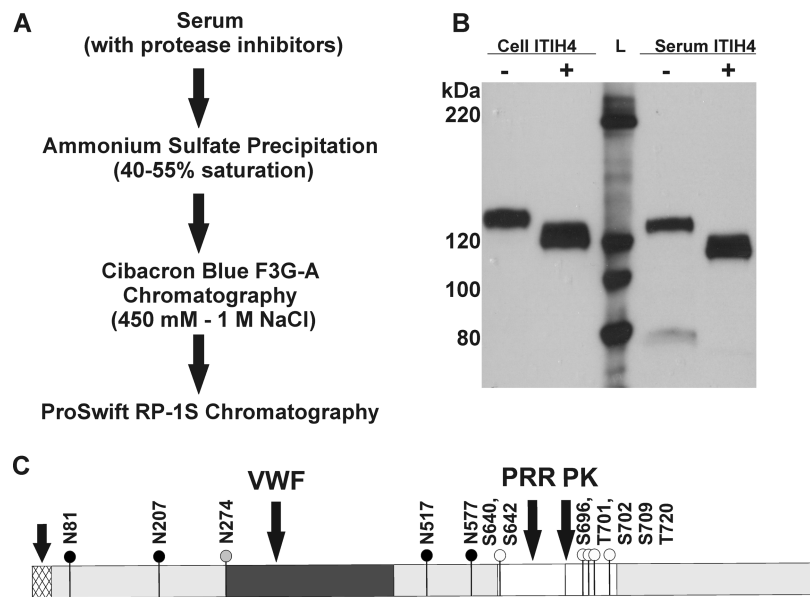 A
Serum
(with protease inhibitors)
Ammonium Sulfate Precipitation
(40-55% saturation)
Cibacron Blue F3G-A
Chromatography
(450 mM - 1 M NaCl)
ProSwift RP-1S Chromatography
B
Cell ITIH4 L Serum ITIH4
- + - +
kDa
220
120
100
80
C
VWF
PRR PK
N81
N207
N274
N517
N577
S640,
S642
S696,
T701,
S702
S709
T720